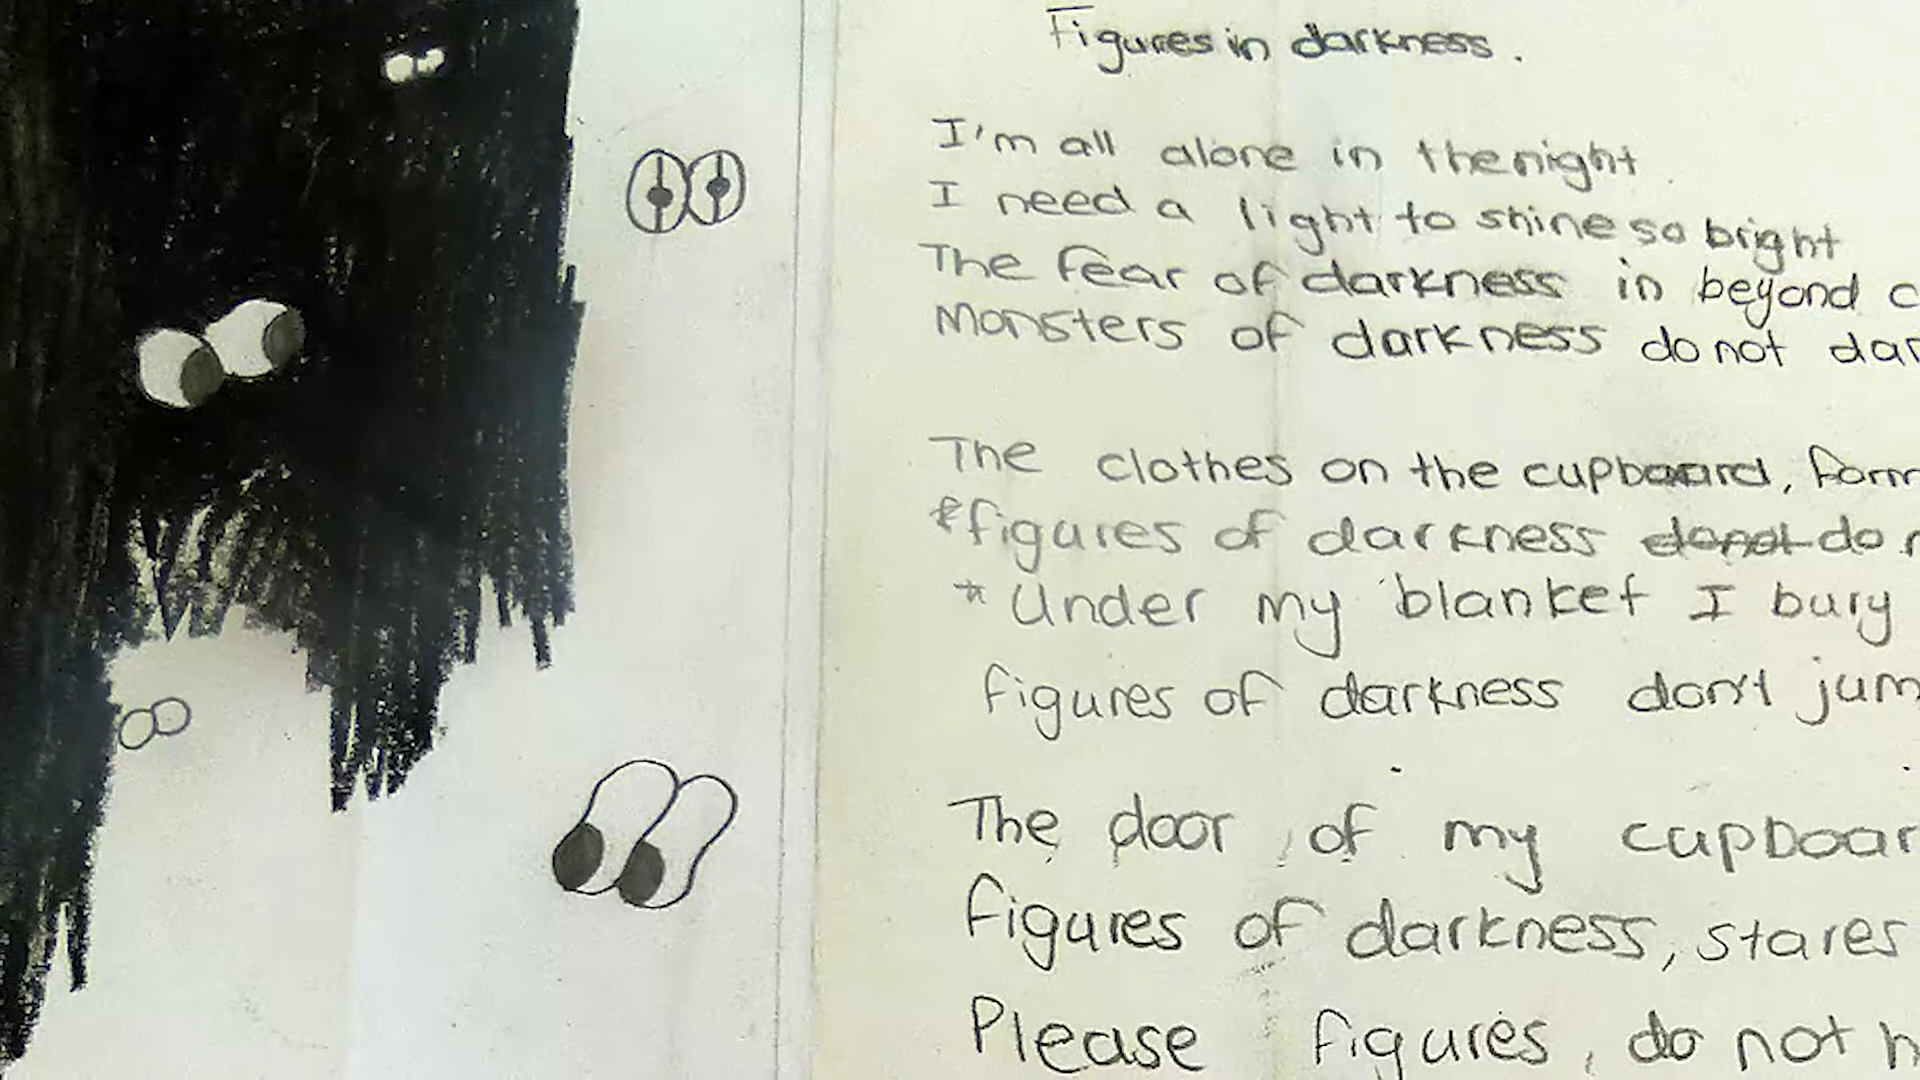 Figures in darkness.
I'm all alone in the night
I need a light to shine so bright
The fear of darkness in beyond
Monsters of darkness do not
The clothes on the cupboard,
figures of darkness donot do
* Under my blanket I bury
figures of darkness don't
The door of my
figures of darkness, stares
Please figures, do not